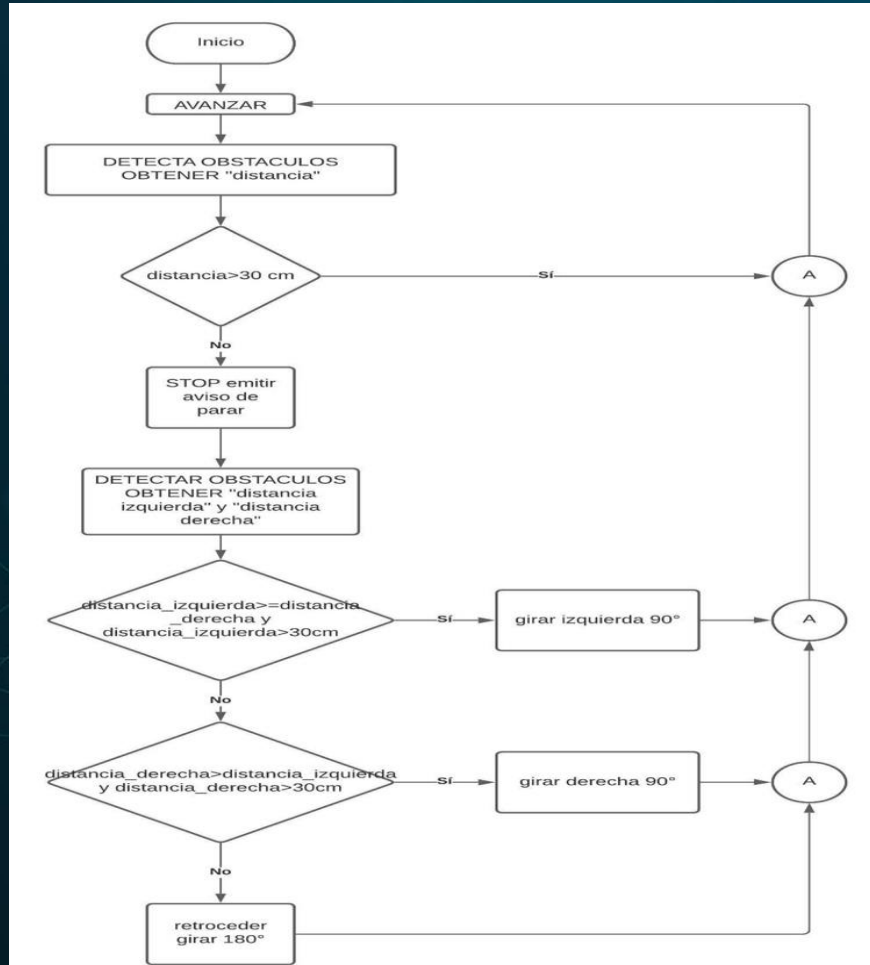 Inicio
AVANZAR
DETECTA OBSTACULOS
OBTENER "distancia"
distancia>30 cm
Sí
A
No
STOP emitir
aviso de
parar
DETECTAR OBSTACULOS
OBTENER "distancia
izquierda" y "distancia
derecha"
distancia_izquierda>=distancia
_derecha y
distancia_izquierda>30cm
Sí
girar izquierda 90°
A
No
distancia_derecha>distancia_izquierda
y distancia_derecha>30cm
Sí
girar derecha 90°
A
No
retroceder
girar 180°